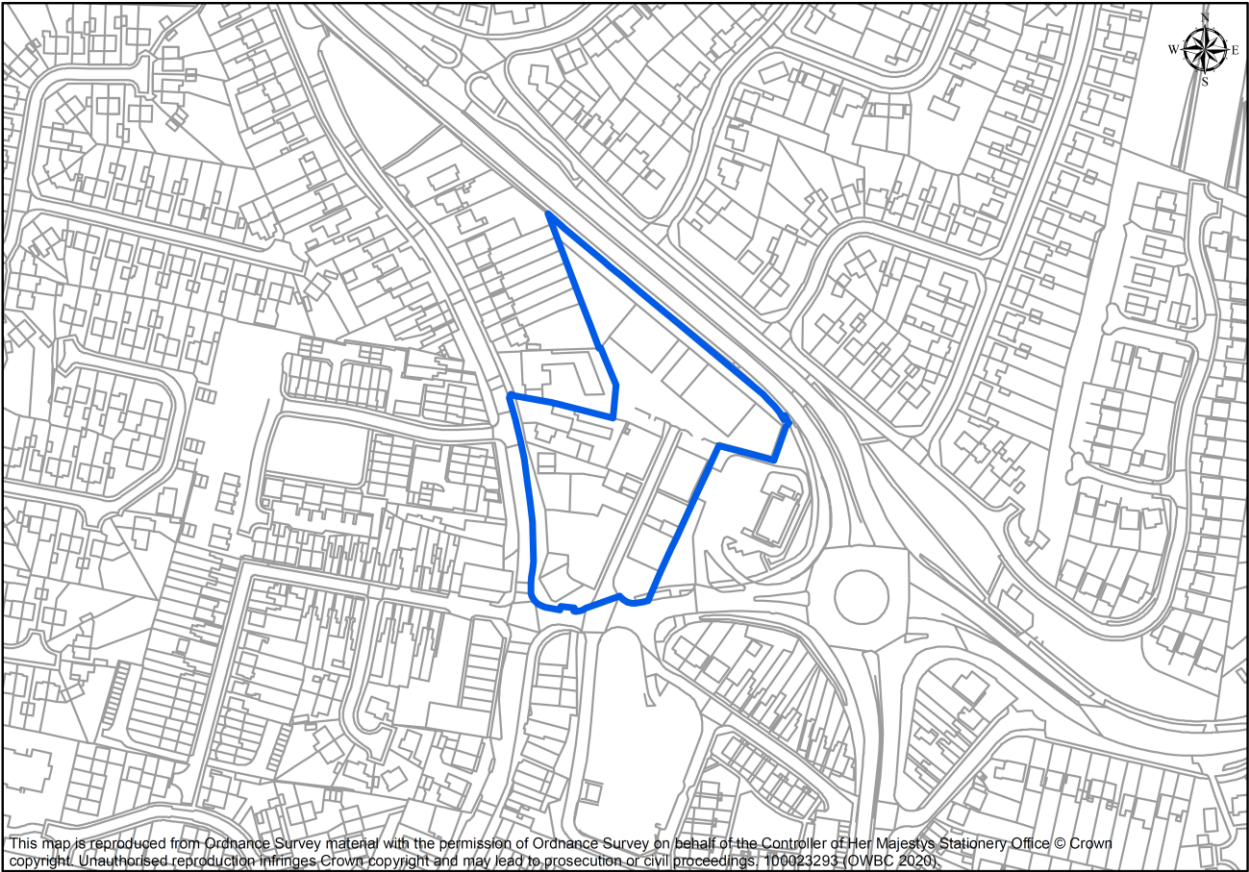 N
W E
S
This map is reproduced from Ordnance Survey material with the permission of Ordnance Survey on behalf of the Controller of Her Majestys Stationery Office © Crown
copyright. Unauthorised reproduction infringes Crown copyright and may lead to prosecution or civil proceedings. 100023293 (OWBC 2020).